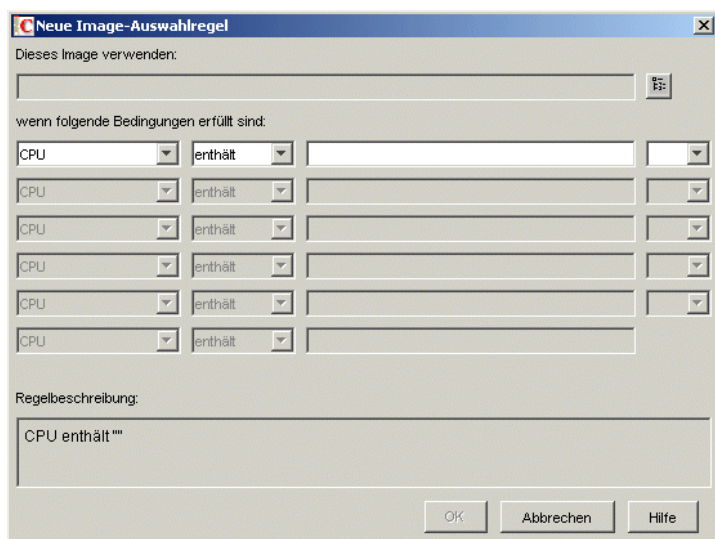 Neue Image-Auswahlregel
Dieses Image verwenden:
wenn folgende Bedingungen erfüllt sind:
CPU enthält
CPU enthält
CPU enthält
CPU enthält
CPU enthält
CPU enthält
Regelbeschreibung:
CPU enthält ""
OK Abbrechen Hilfe